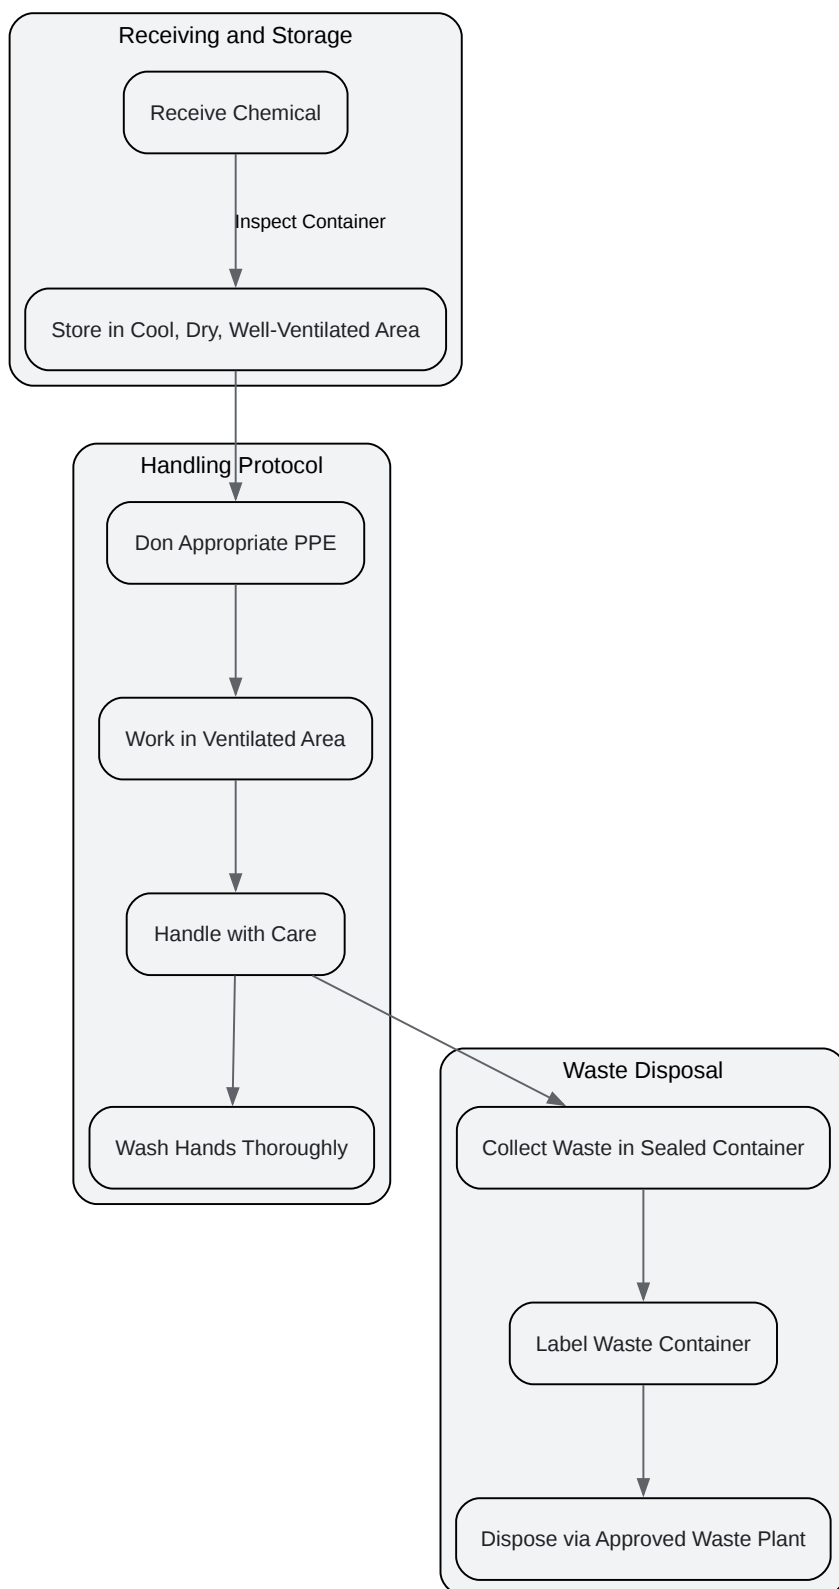 Receiving and Storage
Receive Chemical
Inspect Container
Store in Cool, Dry, Well-Ventilated Area
Handling Protocol
Don Appropriate PPE
Work in Ventilated Area
Handle with Care
Wash Hands Thoroughly
Waste Disposal
Collect Waste in Sealed Container
Label Waste Container
Dispose via Approved Waste Plant